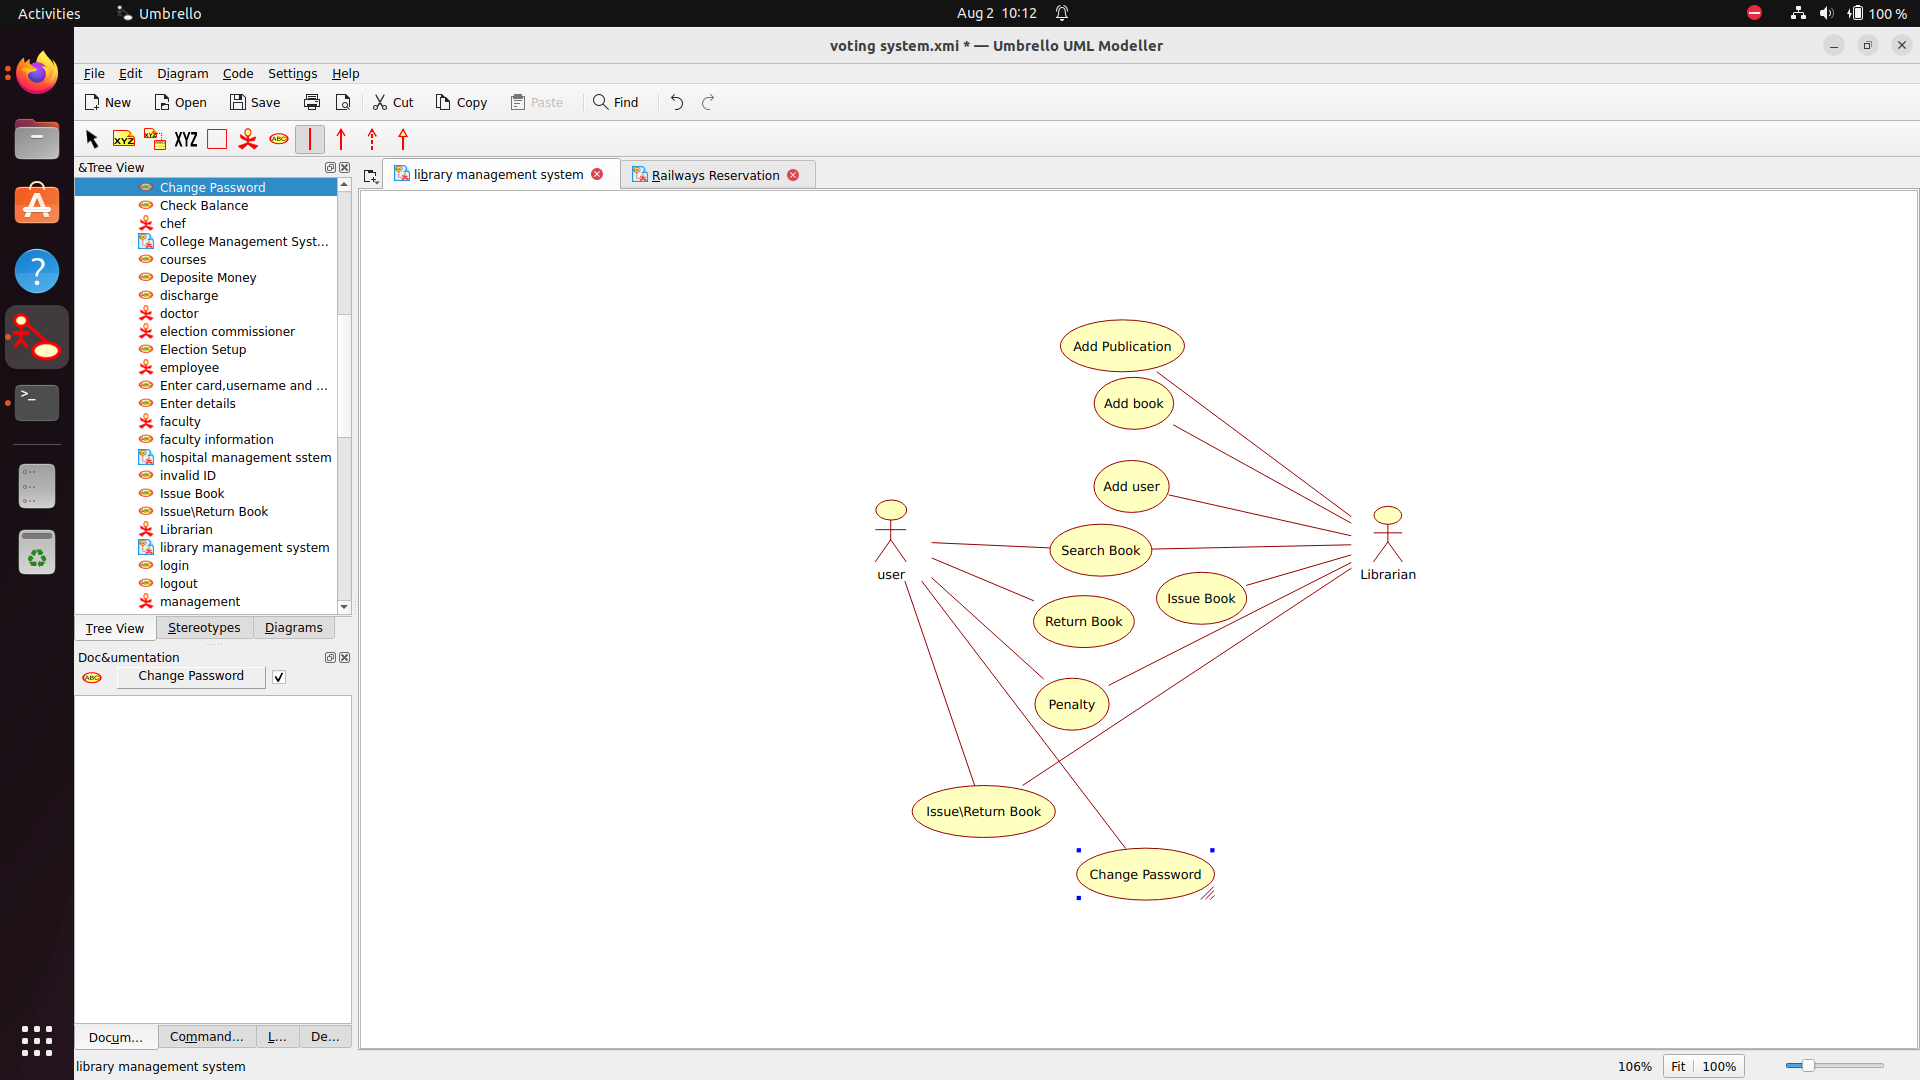 Activities
Umbrello
Aug 2 10:12
100 %
voting system.xmi * — Umbrello UML Modeller
File Edit Diagram Code Settings Help
New Open Save Cut Copy Paste Find
XYZ XYZ XYZ ABC
&Tree View
library management system
Railways Reservation
Change Password
Check Balance
chef
College Management Syst...
courses
Deposite Money
discharge
doctor
election commissioner
Election Setup
employee
Enter card,username and ...
Enter details
faculty
faculty information
hospital management sstem
invalid ID
Issue Book
Issue\Return Book
Librarian
library management system
login
logout
management
Tree View Stereotypes Diagrams
Doc&umentation
ABC Change Password
Docum... Command... L... De...
library management system
Add Publication
Add book
Add user
Search Book
user
Librarian
Issue Book
Return Book
Penalty
Issue\Return Book
Change Password
106% Fit 100%